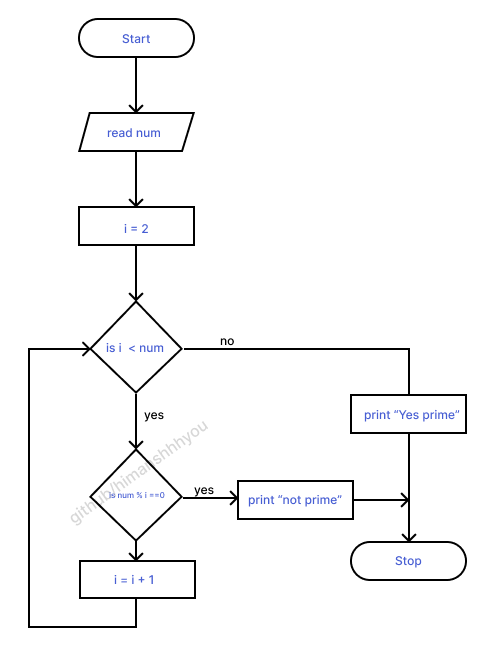 Start
read num
i = 2
is i < num
no
yes
print “Yes prime”
github/himanshhhyou
is num % i ==0
yes
print “not prime”
Stop
i = i + 1